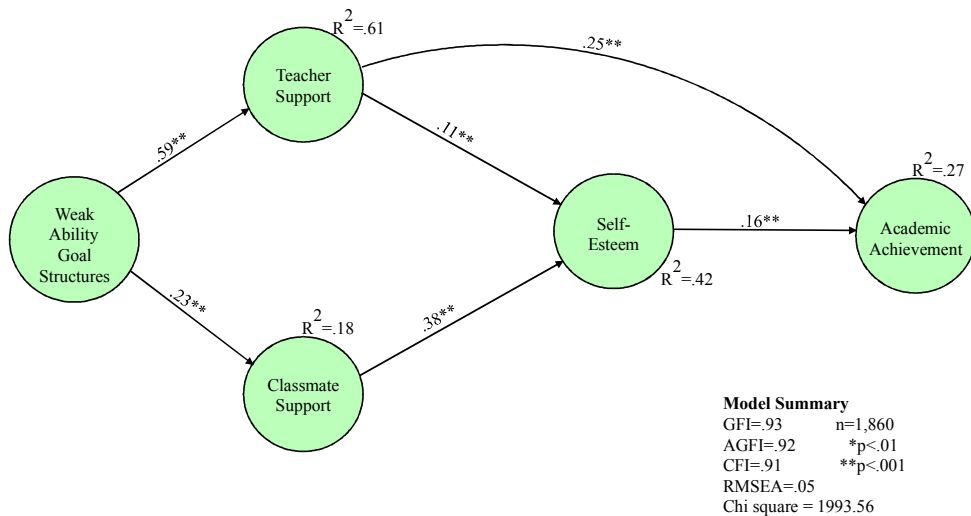 R²=.61
Teacher
Support
.25**
.59**
.11**
R²=.27
Weak
Ability
Goal
Structures
Self-
Esteem
.16**
Academic
Achievement
R²=.42
.23**
.38**
R²=.18
Classmate
Support
Model Summary
GFI=.93 n=1,860
AGFI=.92 *p<.01
CFI=.91 **p<.001
RMSEA=.05
Chi square = 1993.56